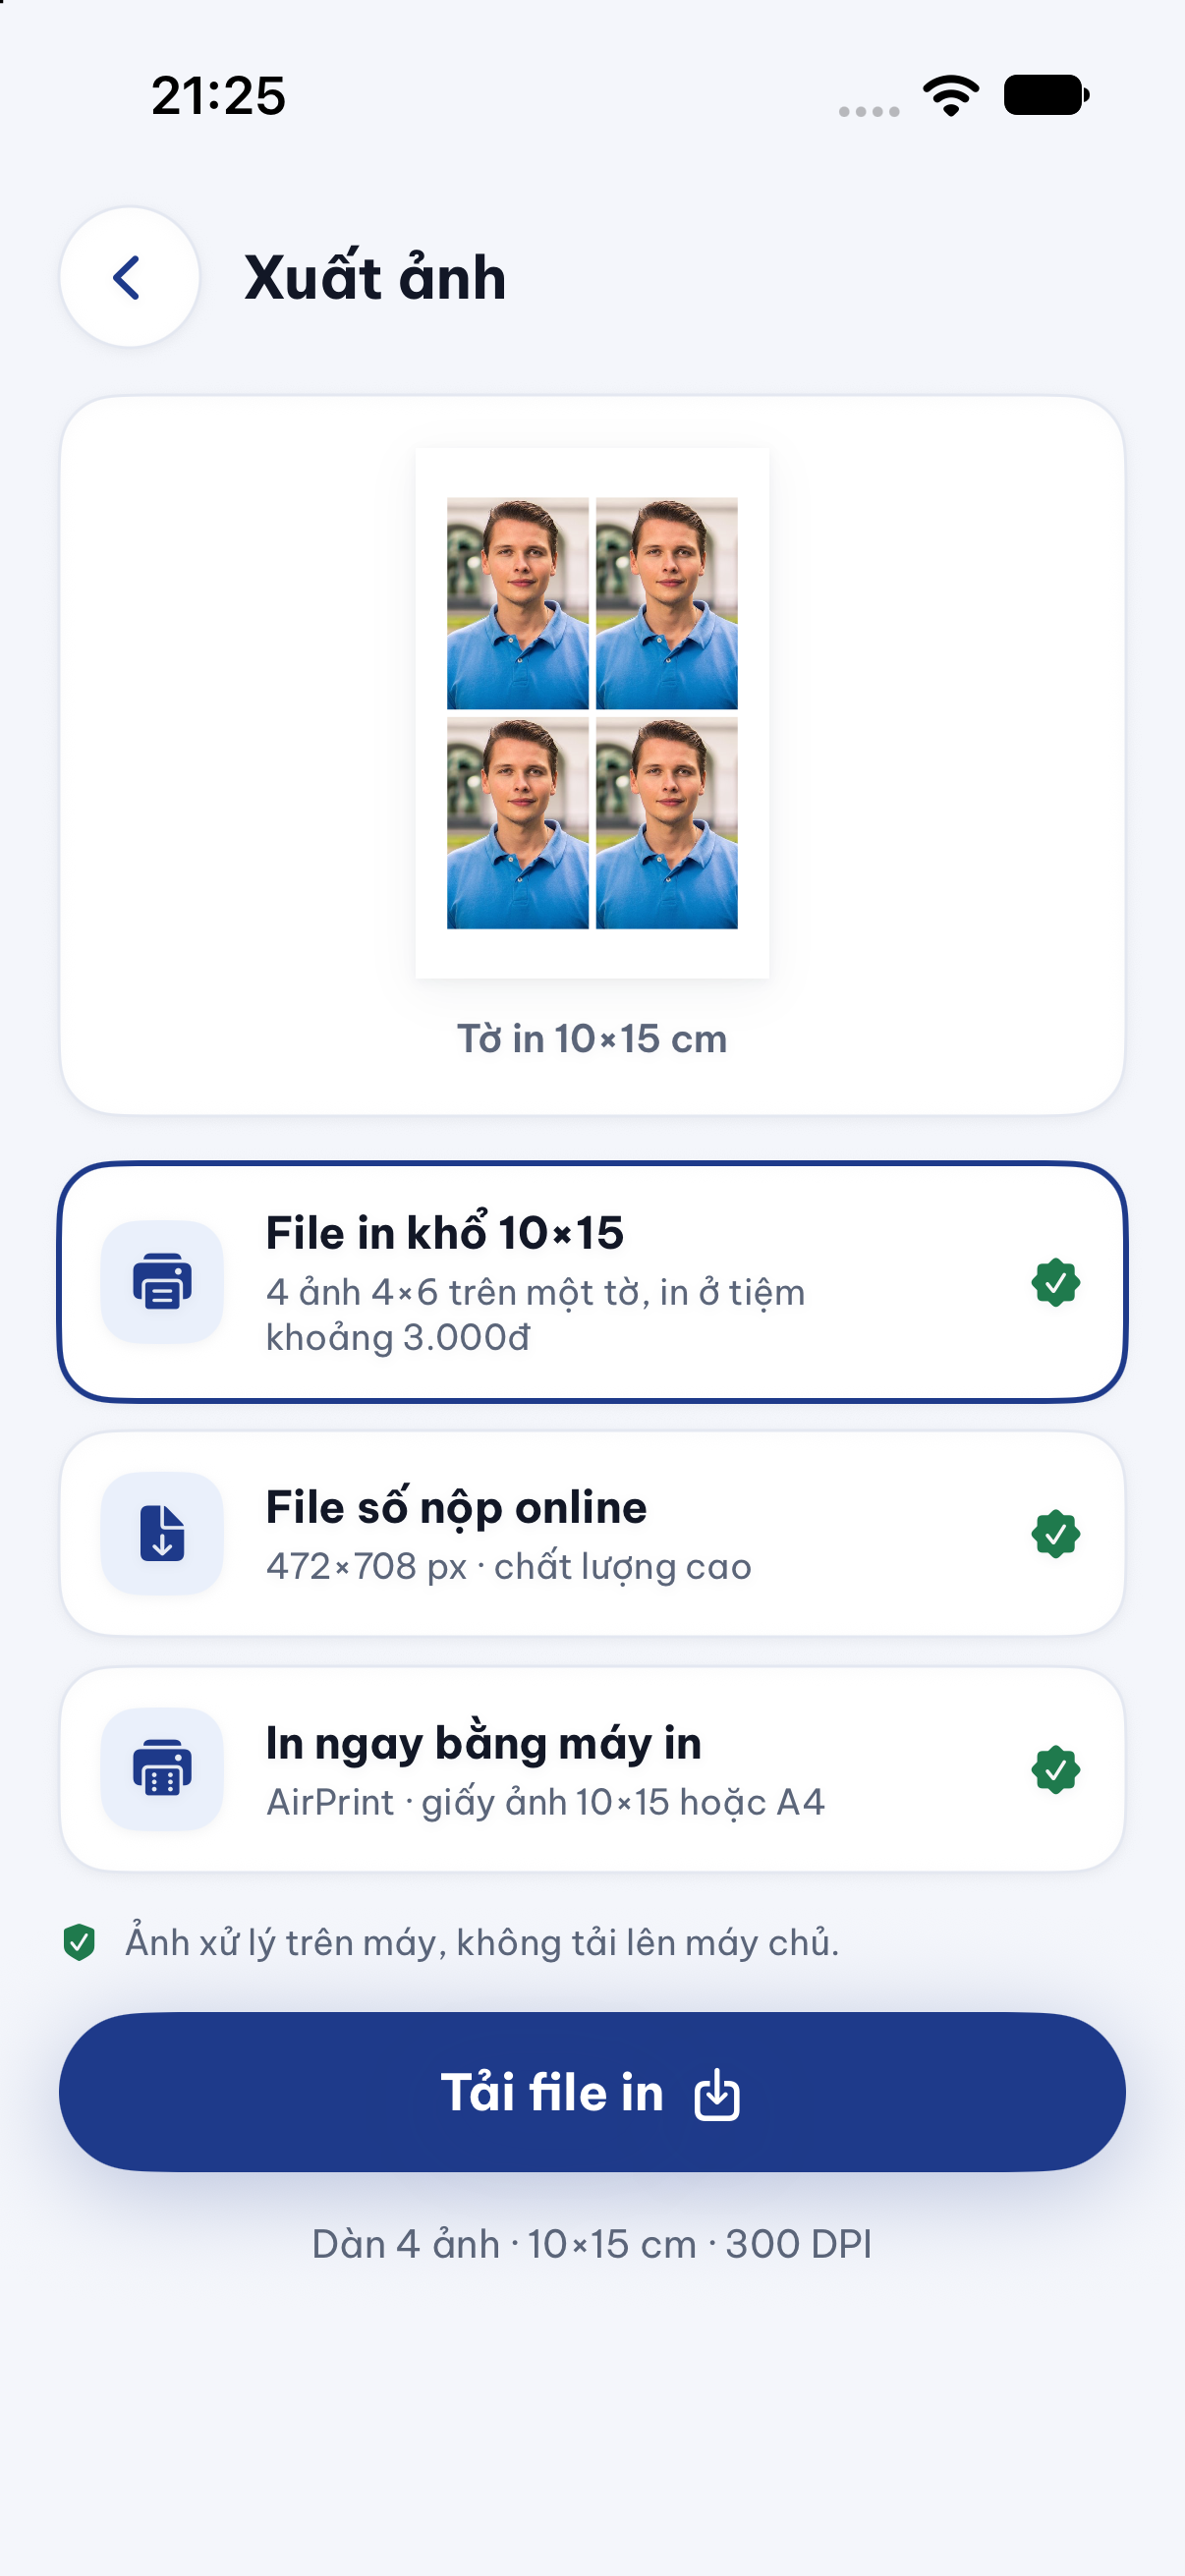 21:25
Xuất ảnh
Tờ in 10×15 cm
File in khổ 10×15
4 ảnh 4×6 trên một tờ, in ở tiệm
khoảng 3.000đ
File số nộp online
472×708 px · chất lượng cao
In ngay bằng máy in
AirPrint · giấy ảnh 10×15 hoặc A4
Ảnh xử lý trên máy, không tải lên máy chủ.
Tải file in
Dàn 4 ảnh · 10×15 cm · 300 DPI